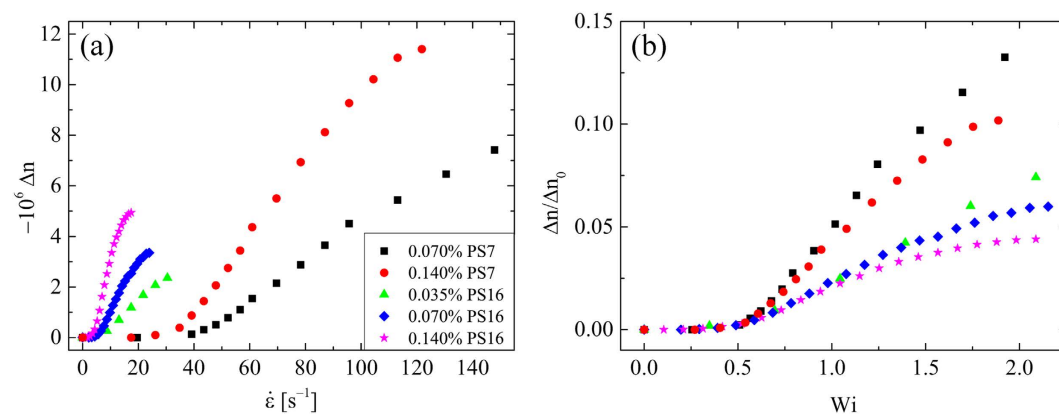 (a)
12
10
8
6
4
2
0
−10⁶ Δn
0 20 40 60 80 100 120 140
ε̇ [s⁻¹]
0.070% PS7
0.140% PS7
0.035% PS16
0.070% PS16
0.140% PS16
(b)
0.15
0.10
0.05
0.00
Δn/Δn₀
0.0 0.5 1.0 1.5 2.0
Wi